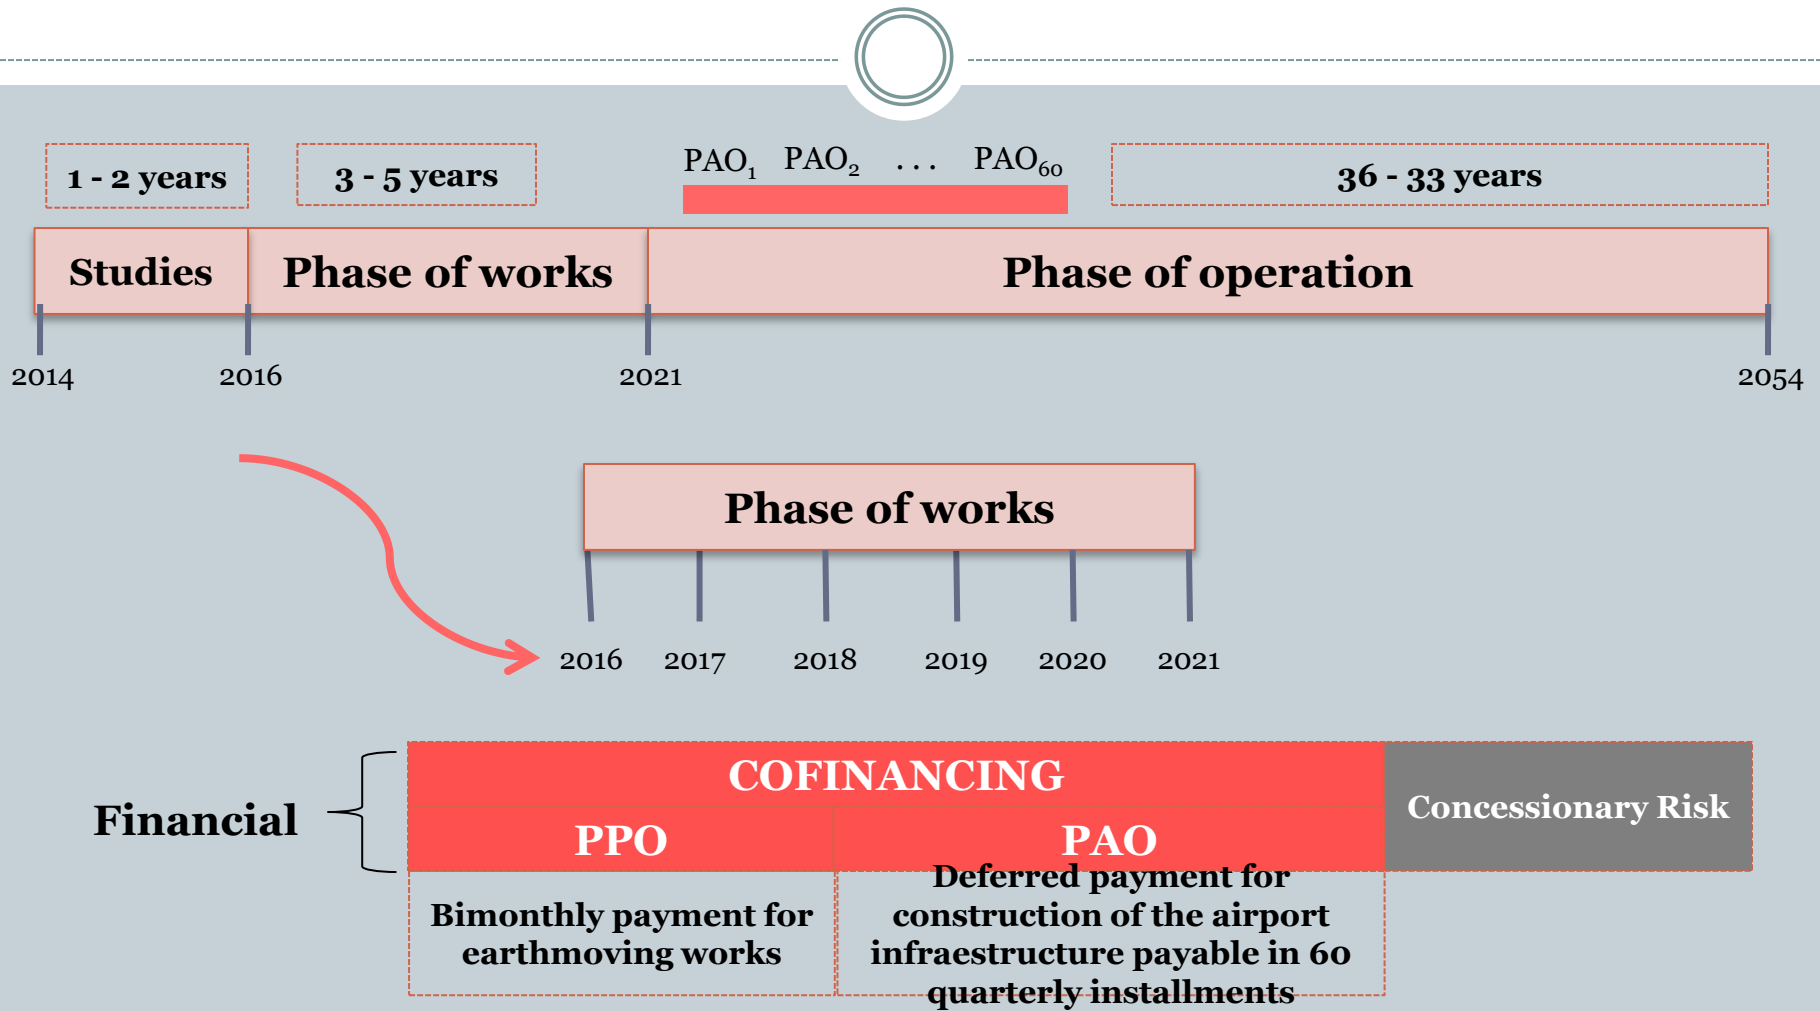 1 - 2 years
3 - 5 years
PAO₁ PAO₂ ... PAO₆₀
36 - 33 years
Studies
Phase of works
Phase of operation
2014
2016
2021
2054
Phase of works
2016 2017 2018 2019 2020 2021
Financial
COFINANCING
PPO
PAO
Concessionary Risk
Bimonthly payment for
earthmoving works
Deferred payment for
construction of the airport
infraestructure payable in 60
quarterly installments